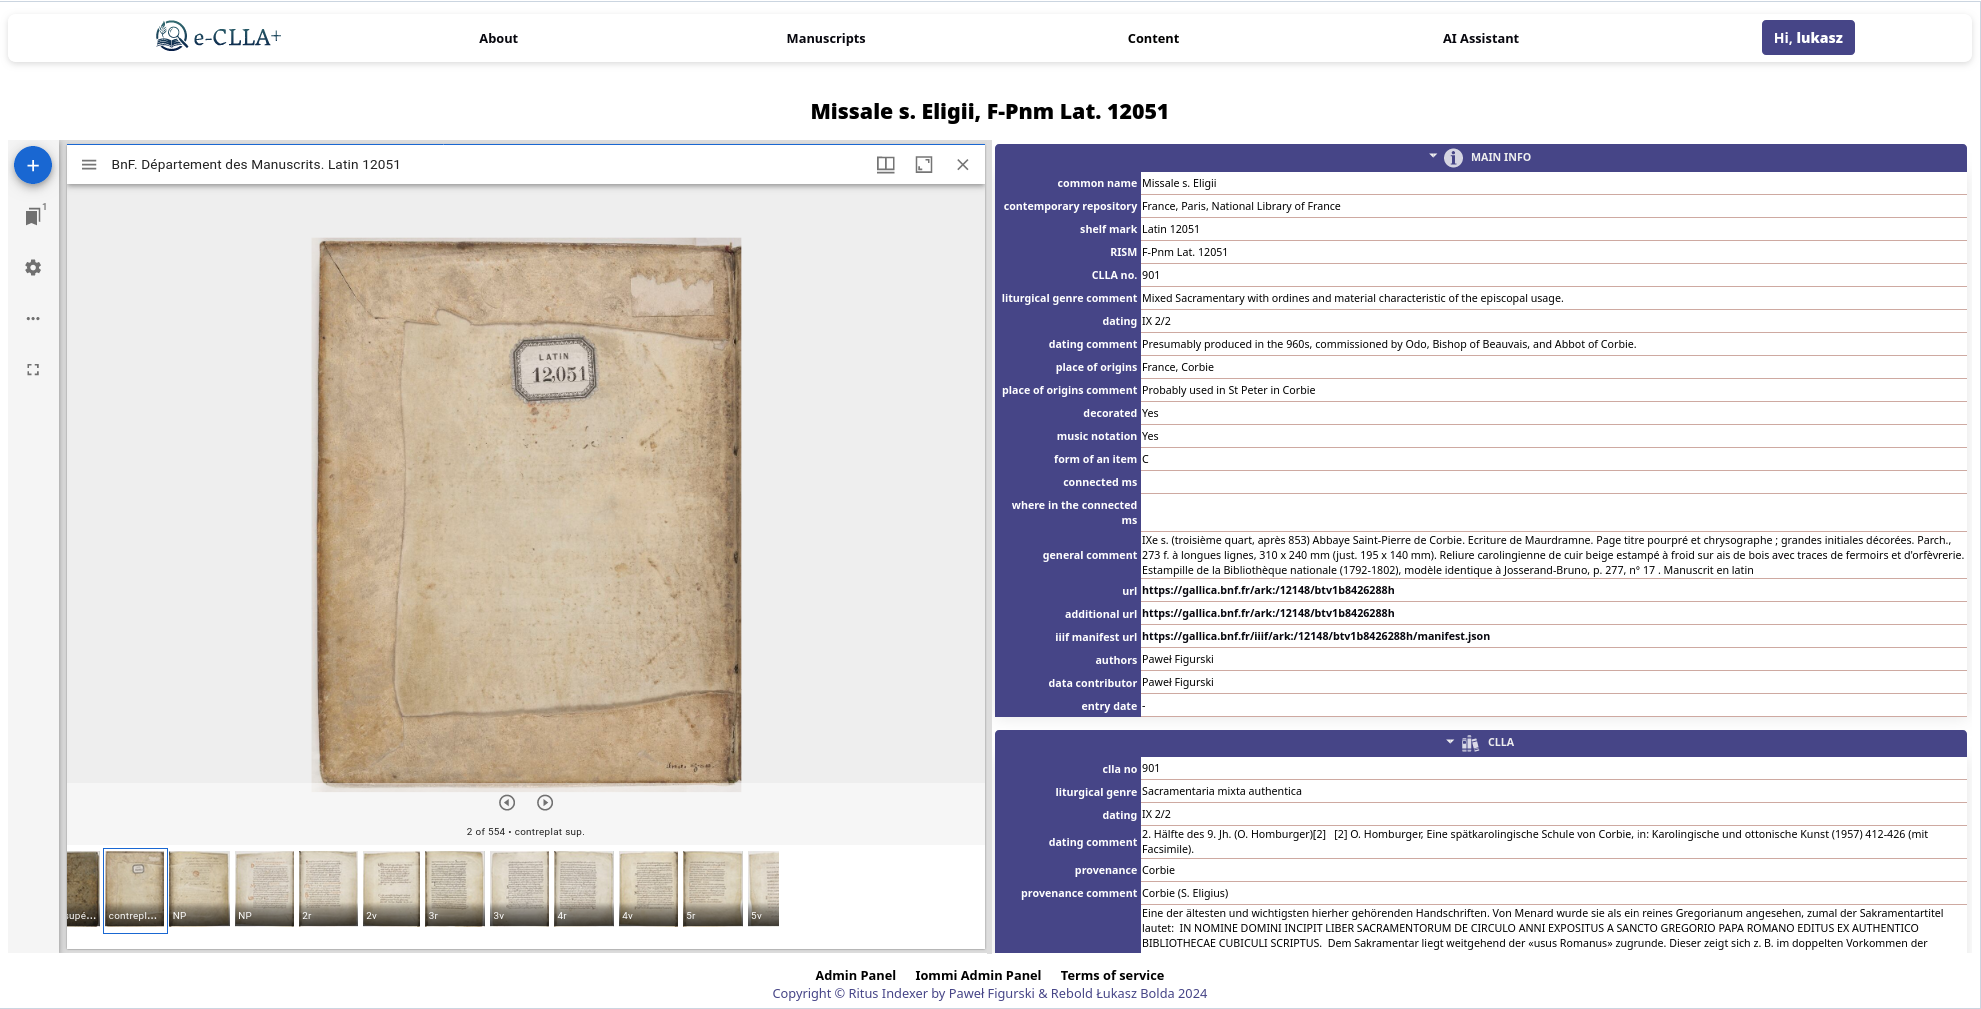 e-CLLA+
About
Manuscripts
Content
AI Assistant
Hi, lukasz
Missale s. Eligii, F-Pnm Lat. 12051
BnF. Département des Manuscrits. Latin 12051
1
LATIN
12051
2 of 554 • contreplat sup.
supé...
contrepl...
NP
NP
2r
2v
3r
3v
4r
4v
5r
5v
MAIN INFO
common name Missale s. Eligii
contemporary repository France, Paris, National Library of France
shelf mark Latin 12051
RISM F-Pnm Lat. 12051
CLLA no. 901
liturgical genre comment Mixed Sacramentary with ordines and material characteristic of the episcopal usage.
dating IX 2/2
dating comment Presumably produced in the 960s, commissioned by Odo, Bishop of Beauvais, and Abbot of Corbie.
place of origins France, Corbie
place of origins comment Probably used in St Peter in Corbie
decorated Yes
music notation Yes
form of an item C
connected ms
where in the connected
ms
general comment IXe s. (troisième quart, après 853) Abbaye Saint-Pierre de Corbie. Ecriture de Maurdramne. Page titre pourpré et chrysographe ; grandes initiales décorées. Parch.,
273 f. à longues lignes, 310 x 240 mm (just. 195 x 140 mm). Reliure carolingienne de cuir beige estampé à froid sur ais de bois avec traces de fermoirs et d'orfèvrerie.
Estampille de la Bibliothèque nationale (1792-1802), modèle identique à Josserand-Bruno, p. 277, n° 17 . Manuscrit en latin
url https://gallica.bnf.fr/ark:/12148/btv1b8426288h
additional url https://gallica.bnf.fr/ark:/12148/btv1b8426288h
iiif manifest url https://gallica.bnf.fr/iiif/ark:/12148/btv1b8426288h/manifest.json
authors Paweł Figurski
data contributor Paweł Figurski
entry date -
CLLA
clla no 901
liturgical genre Sacramentaria mixta authentica
dating IX 2/2
dating comment 2. Hälfte des 9. Jh. (O. Homburger)[2] [2] O. Homburger, Eine spätkarolingische Schule von Corbie, in: Karolingische und ottonische Kunst (1957) 412-426 (mit
Facsimile).
provenance Corbie
provenance comment Corbie (S. Eligius)
Eine der ältesten und wichtigsten hierher gehörenden Handschriften. Von Menard wurde sie als ein reines Gregorianum angesehen, zumal der Sakramentartitel
lautet: IN NOMINE DOMINI INCIPIT LIBER SACRAMENTORUM DE CIRCULO ANNI EXPOSITUS A SANCTO GREGORIO PAPA ROMANO EDITUS EX AUTHENTICO
BIBLIOTHECAE CUBICULI SCRIPTUS. Dem Sakramentar liegt weitgehend der «usus Romanus» zugrunde. Dieser zeigt sich z. B. im doppelten Vorkommen der
Admin Panel Iommi Admin Panel Terms of service
Copyright © Ritus Indexer by Paweł Figurski & Rebold Łukasz Bolda 2024